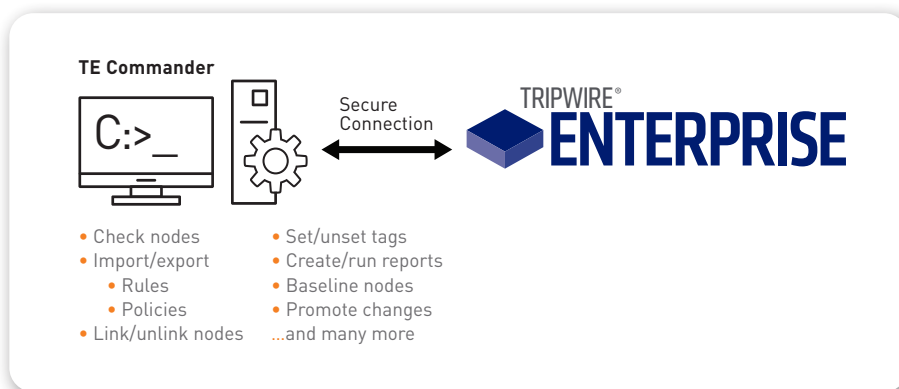 TE Commander
C:>_
Secure
Connection
TRIPWIRE®
ENTERPRISE
• Check nodes
• Import/export
• Rules
• Policies
• Link/unlink nodes
• Set/unset tags
• Create/run reports
• Baseline nodes
• Promote changes
...and many more